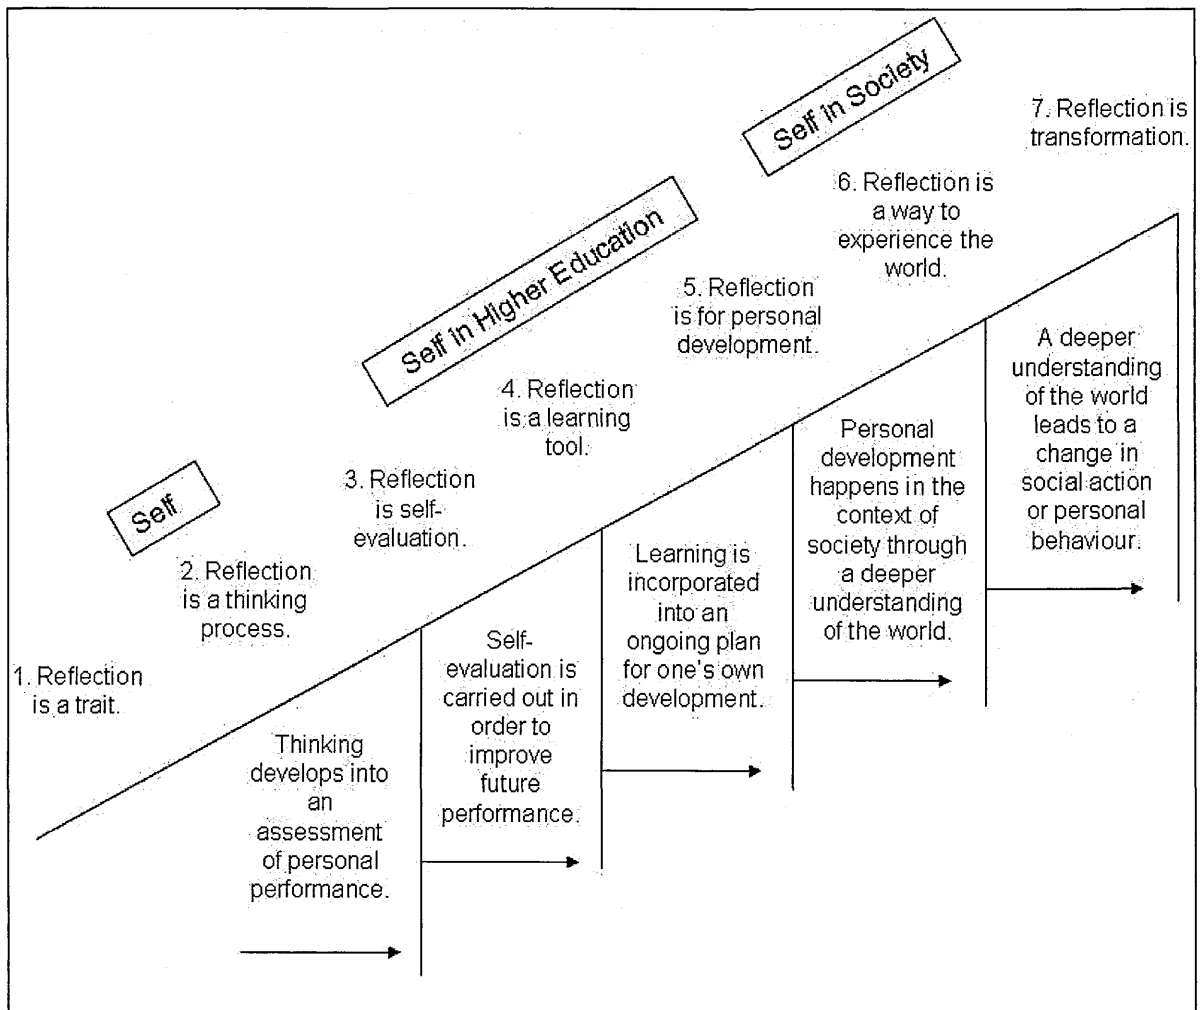 Self in Society
7. Reflection is
transformation.
6. Reflection is
a way to
experience the
world.
Self in Higher Education
5. Reflection
is for personal
development.
4. Reflection
is a learning
tool.
Self
3. Reflection
is self-
evaluation.
2. Reflection
is a thinking
process.
1. Reflection
is a trait.
Thinking
develops into
an
assessment
of personal
performance.
Self-
evaluation is
carried out in
order to
improve
future
performance.
Learning is
incorporated
into an
ongoing plan
for one's own
development.
Personal
development
happens in the
context of
society through
a deeper
understanding
of the world.
A deeper
understanding
of the world
leads to a
change in
social action
or personal
behaviour.